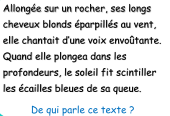 Allongée sur un rocher, ses longs
cheveux blonds éparpillés au vent,
elle chantait d'une voix envoûtante.
Quand elle plongea dans les
profondeurs, le soleil fit scintiller
les écailles bleues de sa queue.
De qui parle ce texte ?